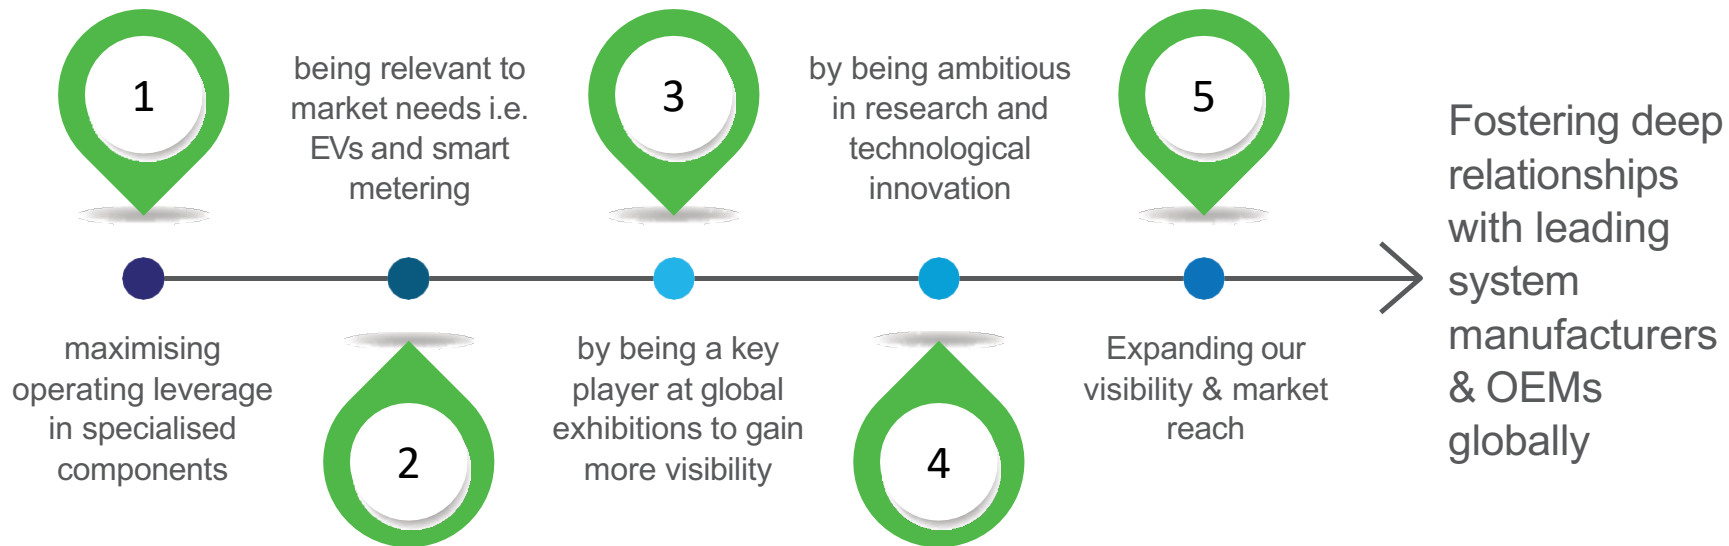 1
maximising
operating leverage
in specialised
components
being relevant to
market needs i.e.
EVs and smart
metering
2
3
by being a key
player at global
exhibitions to gain
more visibility
by being ambitious
in research and
technological
innovation
4
5
Expanding our
visibility & market
reach
Fostering deep
relationships
with leading
system
manufacturers
& OEMs
globally